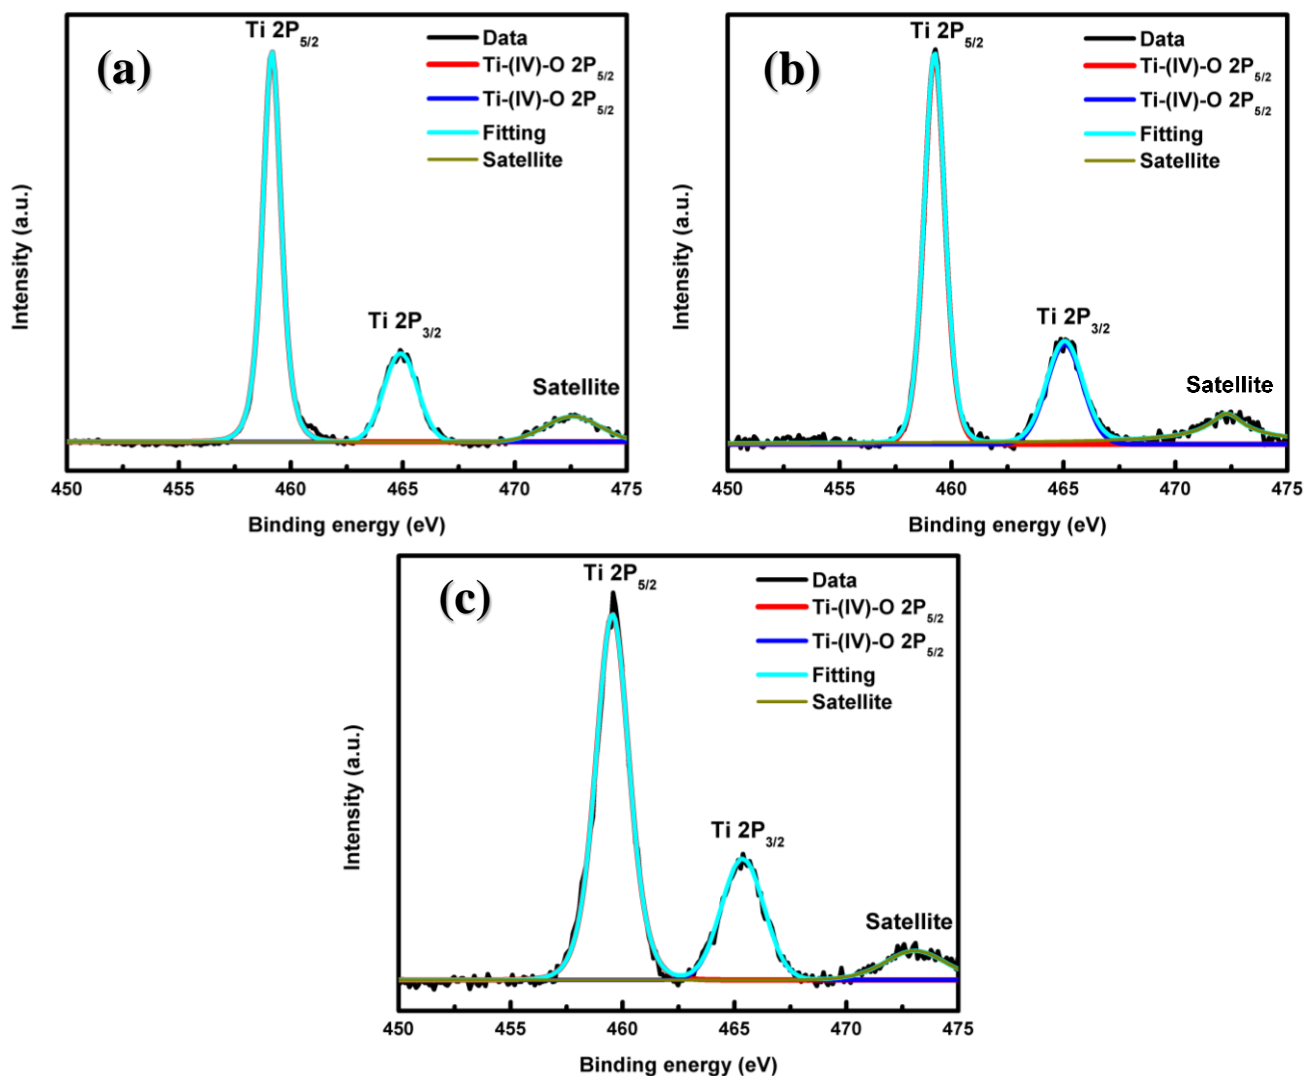 (a)
Ti 2P5/2
Data
Ti-(IV)-O 2P5/2
Ti-(IV)-O 2P5/2
Fitting
Satellite
Ti 2P3/2
Satellite
Intensity (a.u.)
450 455 460 465 470 475
Binding energy (eV)
(b)
Ti 2P5/2
Data
Ti-(IV)-O 2P5/2
Ti-(IV)-O 2P5/2
Fitting
Satellite
Ti 2P3/2
Satellite
Intensity (a.u.)
450 455 460 465 470 475
Binding energy (eV)
(c)
Ti 2P5/2
Data
Ti-(IV)-O 2P5/2
Ti-(IV)-O 2P5/2
Fitting
Satellite
Ti 2P3/2
Satellite
Intensity (a.u.)
450 455 460 465 470 475
Binding energy (eV)